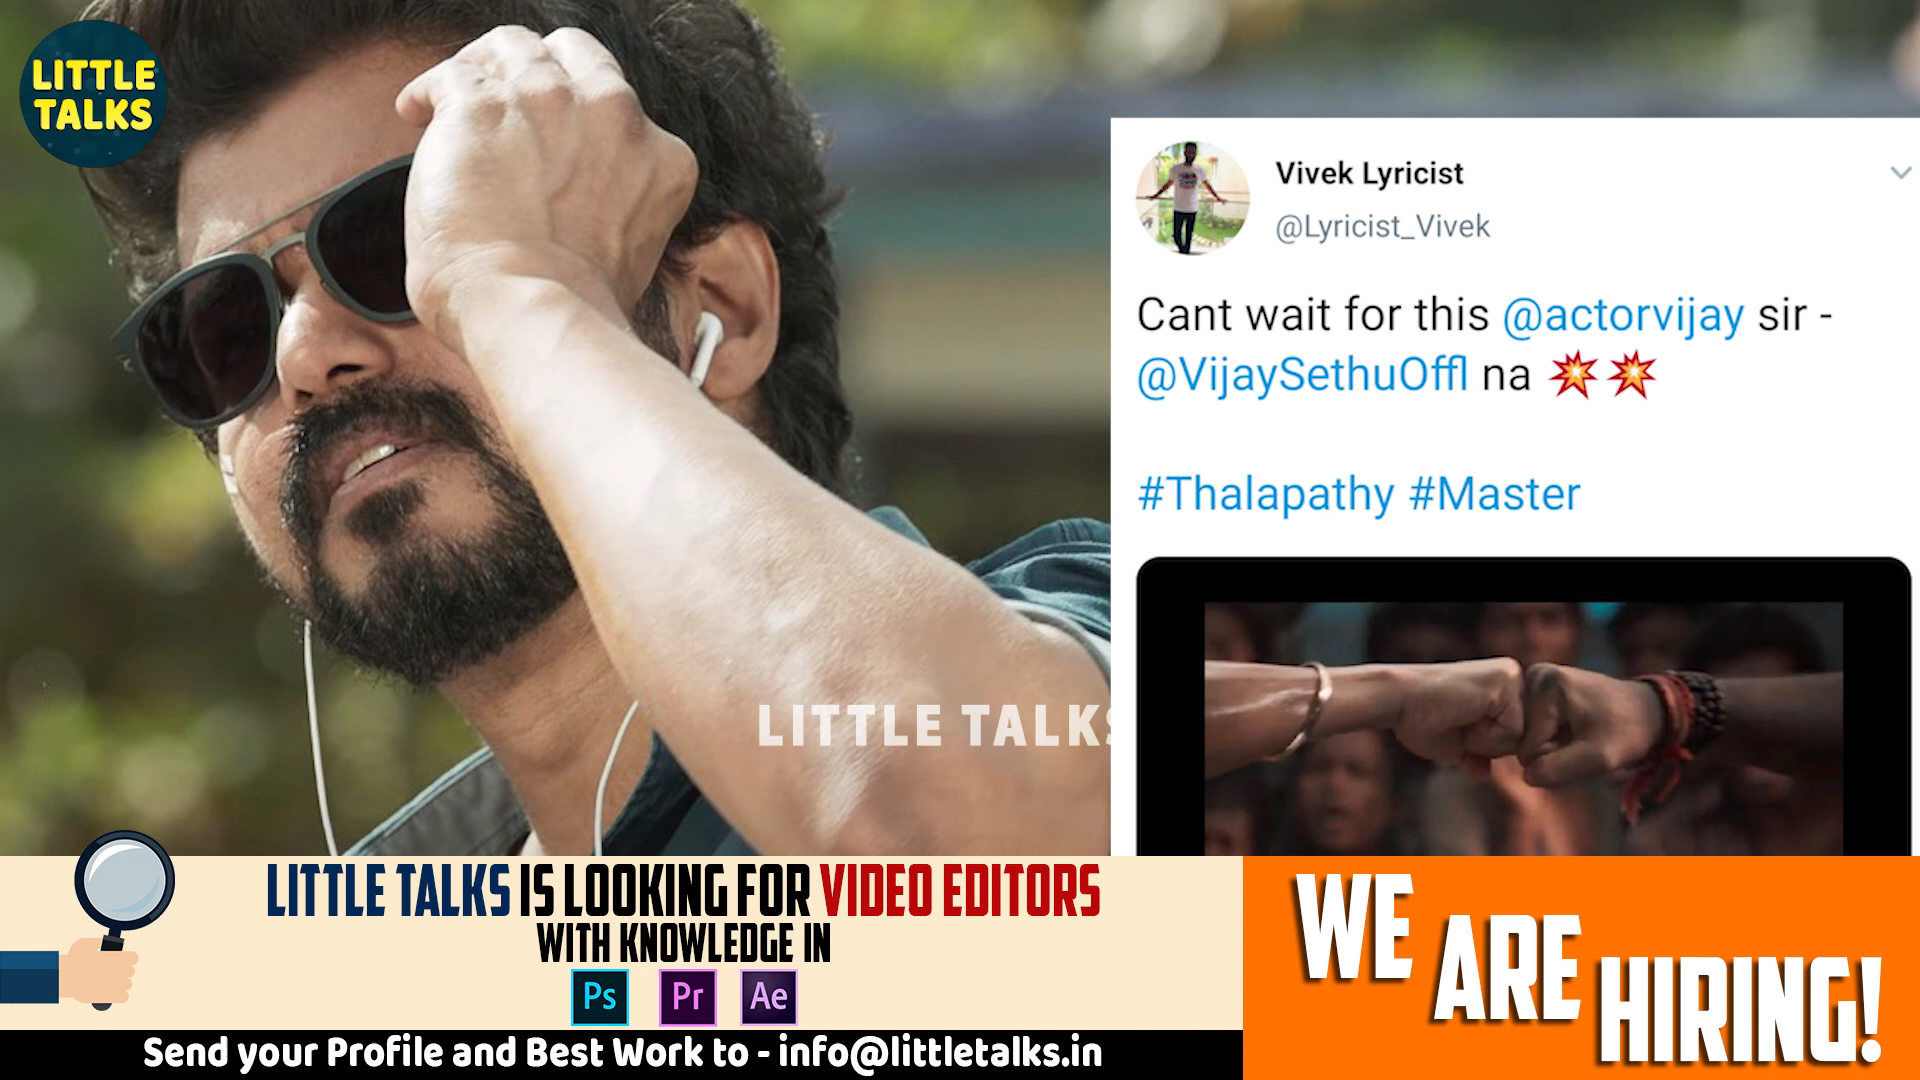 LITTLE
TALKS
Vivek Lyricist
@Lyricist_Vivek
Cant wait for this @actorvijay sir -
@VijaySethuOffl na 💥💥
#Thalapathy #Master
LITTLE TALKS
LITTLE TALKS IS LOOKING FOR VIDEO EDITORS
WITH KNOWLEDGE IN
Ps Pr Ae
Send your Profile and Best Work to - info@littletalks.in
WE ARE HIRING!